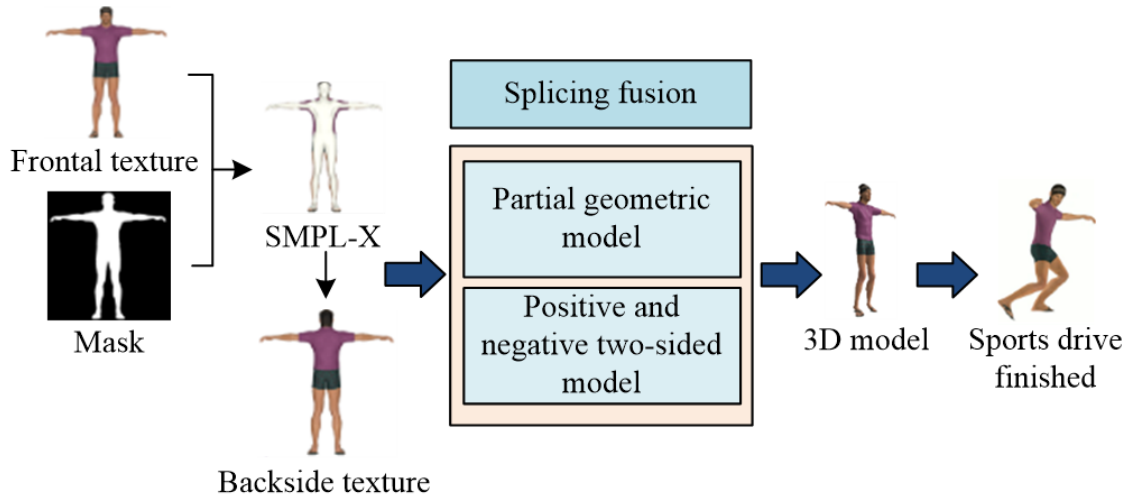 Frontal texture
Mask
SMPL-X
Backside texture
Splicing fusion
Partial geometric
model
Positive and
negative two-sided
model
3D model
Sports drive
finished